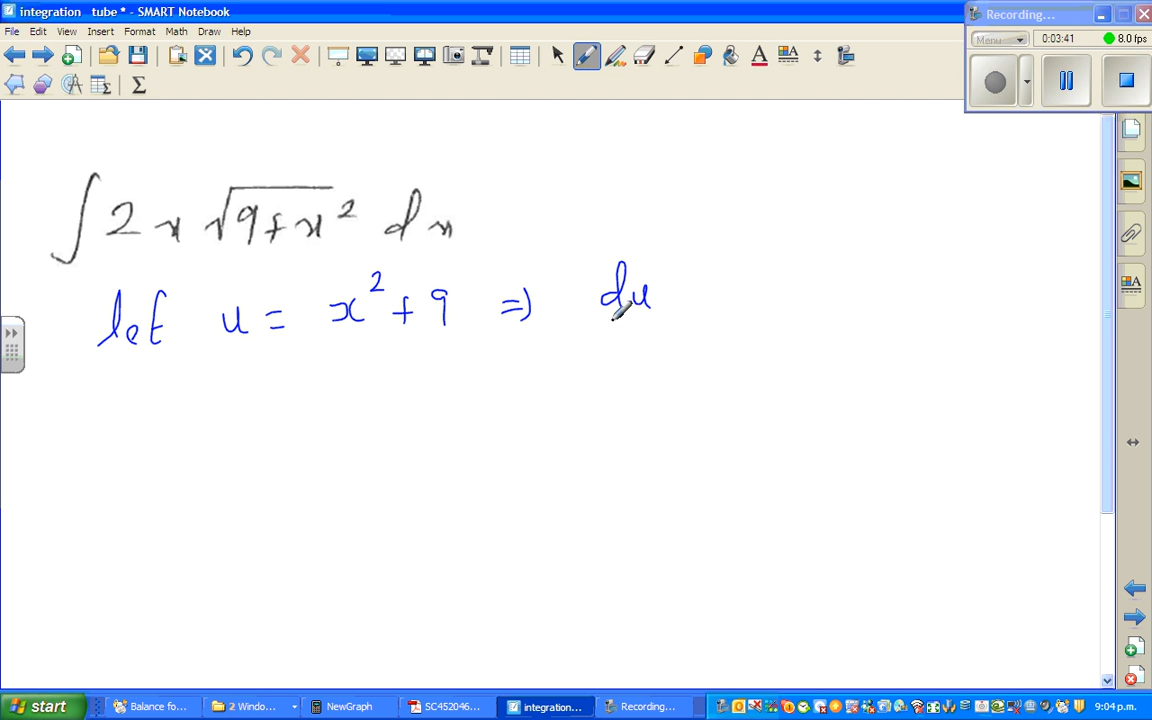 integration tube * - SMART Notebook
Recording...
File Edit View Insert Format Math Draw Help
Menu 0:03:41 8.0 fps
∫ 2x √9+x² dx
let u = x² + 9 ⇒ du
start Balance fo... 2 Windo... NewGraph SC452046... integration... Recording... 9:04 p.m.